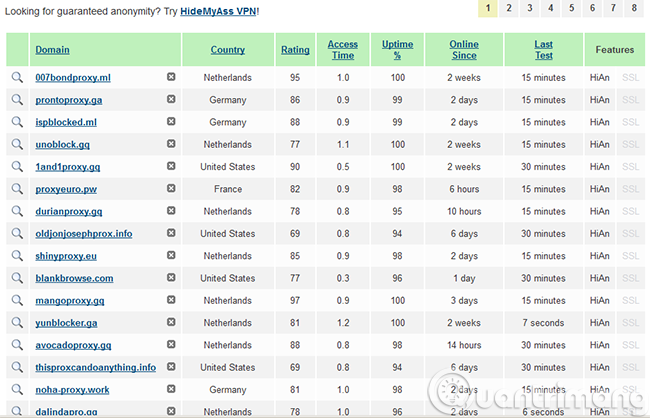 Looking for guaranteed anonymity? Try HideMyAss VPN!
1 2 3 4 5 6 7 8
Domain Country Rating Access Time Uptime % Online Since Last Test Features
007bondproxy.ml Netherlands 95 1.0 100 2 weeks 15 minutes HiAn SSL
prontoproxy.ga Germany 86 0.9 99 2 days 15 minutes HiAn SSL
ispblocked.ml Germany 88 0.9 99 2 days 15 minutes HiAn SSL
unoblock.gq Netherlands 77 1.1 100 2 weeks 15 minutes HiAn SSL
1and1proxy.gq United States 90 0.5 100 2 weeks 30 minutes HiAn SSL
proxyeuro.pw France 82 0.9 98 6 hours 15 minutes HiAn SSL
durianproxy.gq Netherlands 78 0.8 95 10 hours 15 minutes HiAn SSL
oldjonjosephprox.info United States 69 0.8 94 6 days 30 minutes HiAn SSL
shinyproxy.eu Netherlands 85 0.9 98 2 days 15 minutes HiAn SSL
blankbrowse.com United States 77 0.3 96 1 day 30 minutes HiAn SSL
mangoproxy.gq Netherlands 97 0.9 100 3 days 15 minutes HiAn SSL
yunblocker.ga Netherlands 81 1.2 100 2 weeks 7 seconds HiAn SSL
avocadoproxy.gq Netherlands 88 0.8 98 14 hours 30 minutes HiAn SSL
thisproxcandoanything.info United States 69 0.8 94 6 days 30 minutes HiAn SSL
noha-proxy.work Germany 81 1.0 98 2 days 15 minutes HiAn SSL
dalindapro.gq Netherlands 78 1.0 96 2 days 6 seconds HiAn SSL
Quantrimang